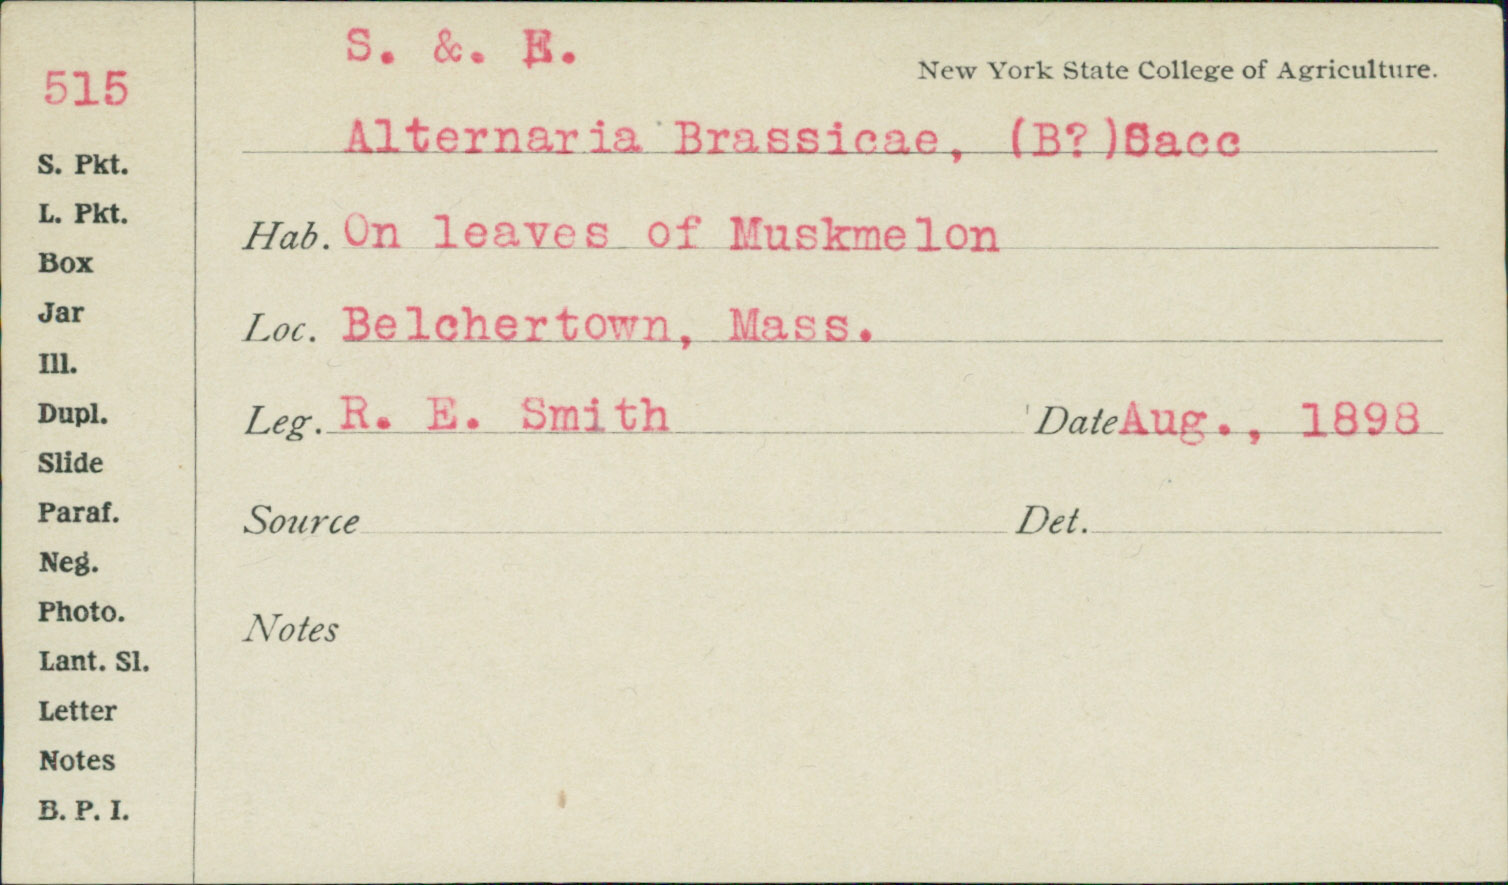 515
S. Pkt.
L. Pkt.
Box
Jar
Ill.
Dupl.
Slide
Paraf.
Neg.
Photo.
Lant. Sl.
Letter
Notes
B. P. I.
S. &. E.
New York State College of Agriculture.
Alternaria Brassicae, (B?)Sacc
Hab. On leaves of Muskmelon
Loc. Belchertown, Mass.
Leg. R. E. Smith Date Aug., 1898
Source Det.
Notes